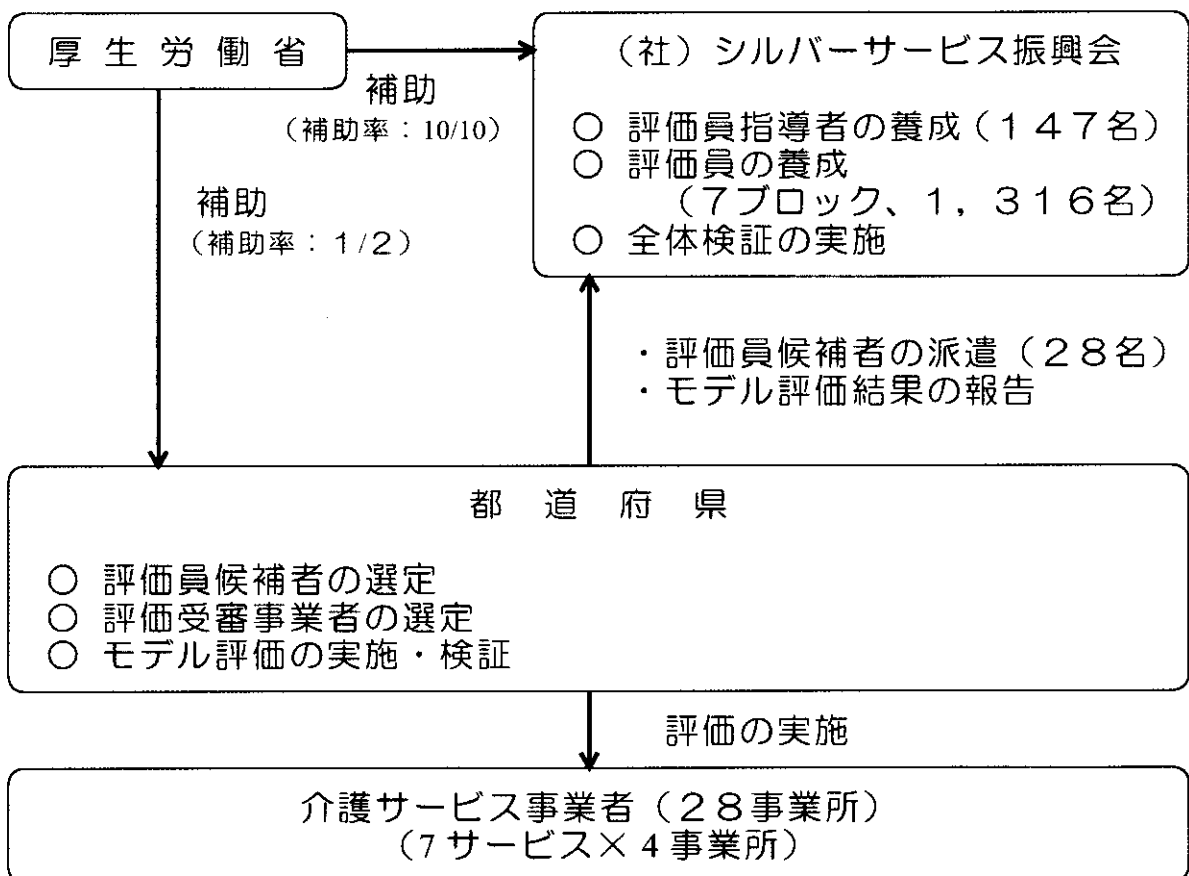 厚生労働省
補助
（補助率：10/10）
補助
（補助率：１/２）
（社）シルバーサービス振興会
○ 評価員指導者の養成（１４７名）
○ 評価員の養成
（７ブロック、１，３１６名）
○ 全体検証の実施
・評価員候補者の派遣（２８名）
・モデル評価結果の報告
都道府県
○ 評価員候補者の選定
○ 評価受審事業者の選定
○ モデル評価の実施・検証
評価の実施
介護サービス事業者（２８事業所）
（7サービス×４事業所）